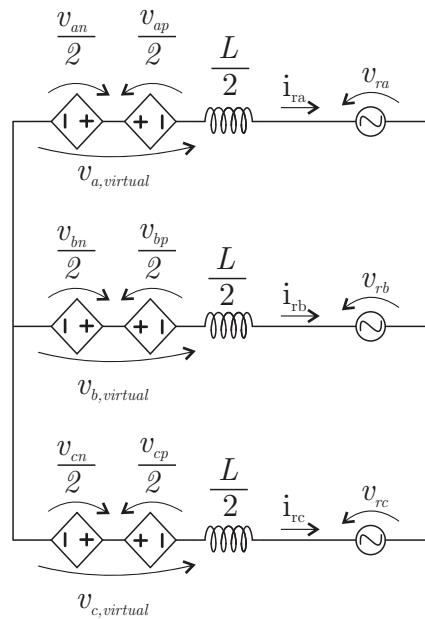 v_an/2 v_ap/2 L/2 i_ra v_ra
− + + −
v_a,virtual
v_bn/2 v_bp/2 L/2 i_rb v_rb
− + + −
v_b,virtual
v_cn/2 v_cp/2 L/2 i_rc v_rc
− + + −
v_c,virtual